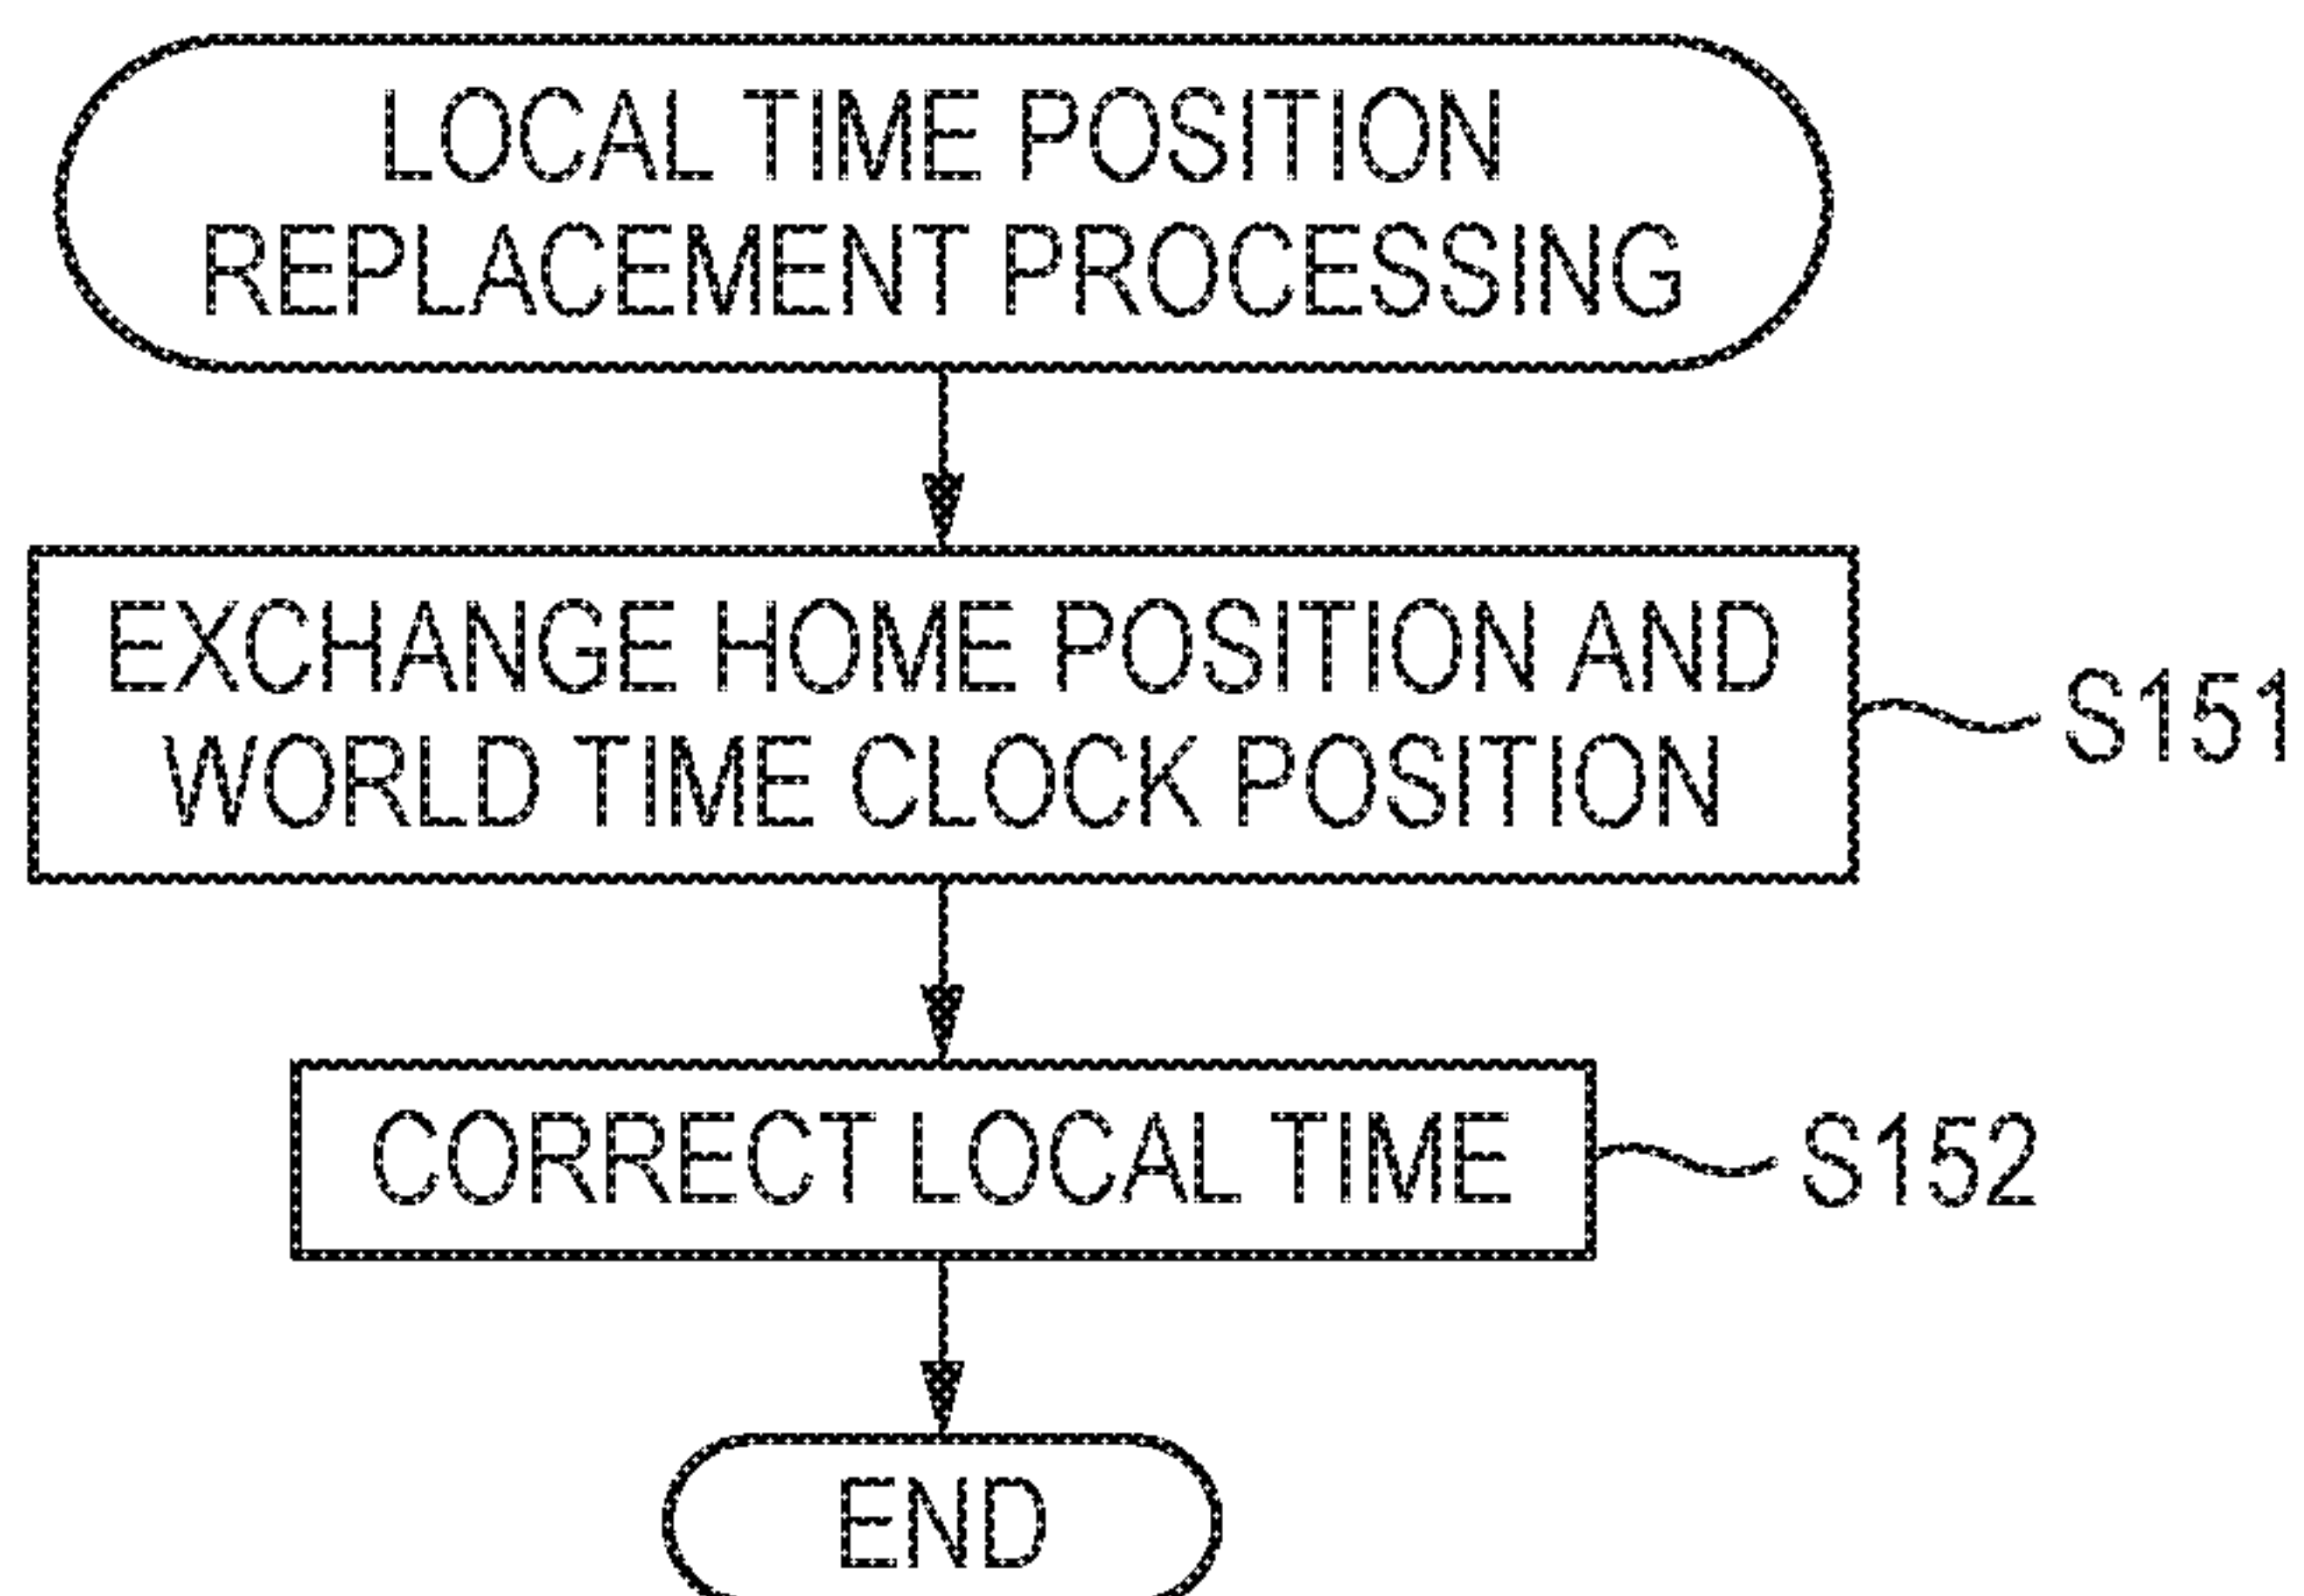 LOCAL TIME POSITION
REPLACEMENT PROCESSING
EXCHANGE HOME POSITION AND
WORLD TIME CLOCK POSITION
S151
CORRECT LOCAL TIME
S152
END